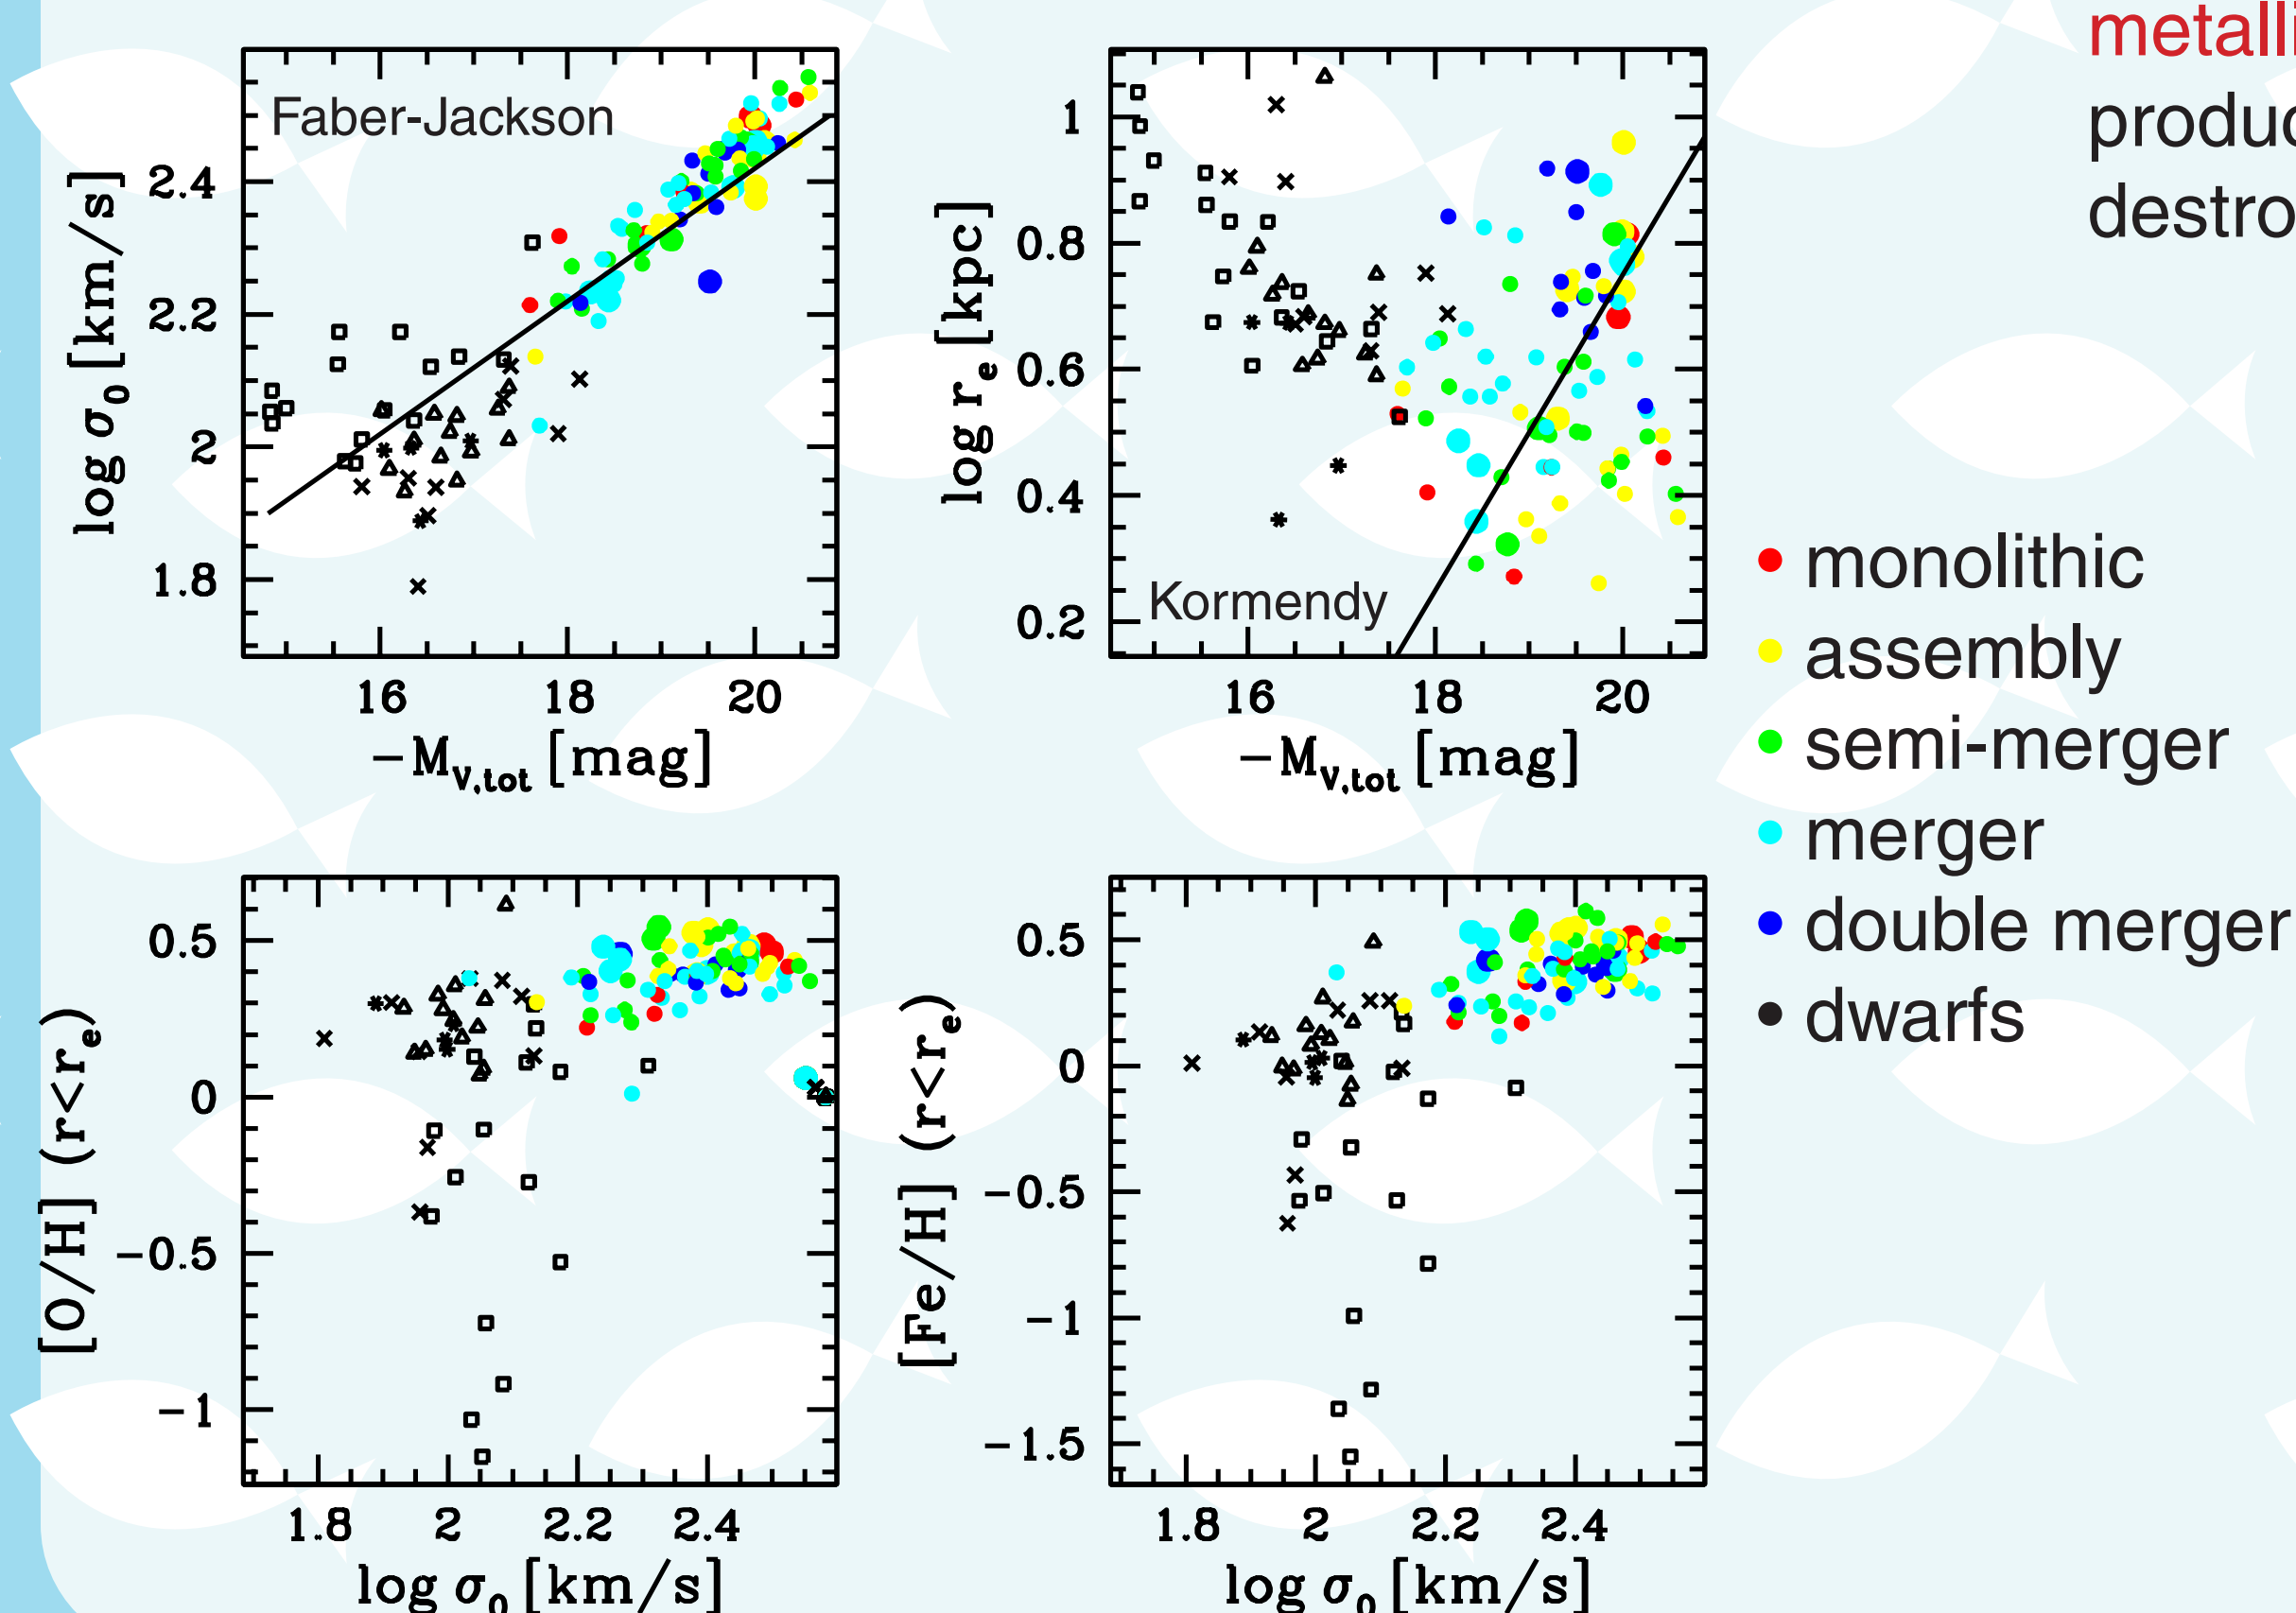 metalli
produc
destro
Faber-Jackson
log σ0 [km/s]
2.4
2.2
2
1.8
16 18 20
−MV,tot [mag]
Kormendy
log re [kpc]
1
0.8
0.6
0.4
0.2
16 18 20
−MV,tot [mag]
monolithic
assembly
semi-merger
merger
double merger
dwarfs
[O/H] (r<re)
0.5
0
−0.5
−1
1.8 2 2.2 2.4
log σ0 [km/s]
[Fe/H] (r<re)
0.5
0
−0.5
−1
−1.5
1.8 2 2.2 2.4
log σ0 [km/s]